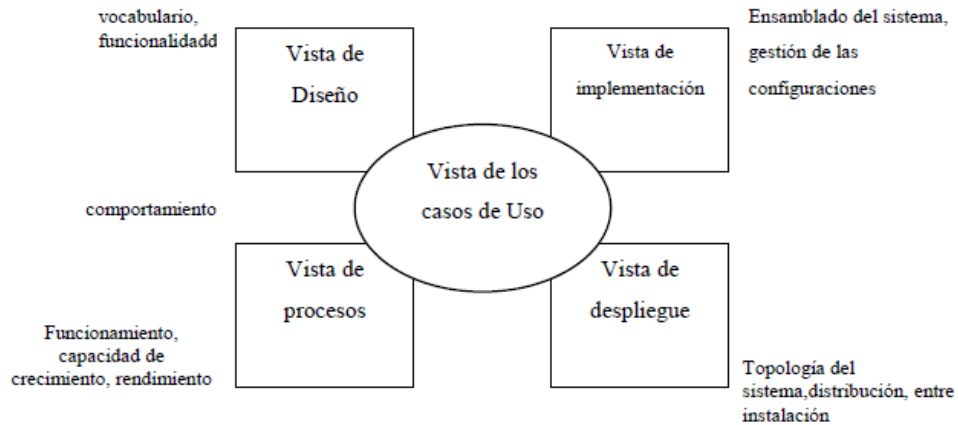 vocabulario,
funcionalidadd
Vista de
Diseño
Vista de
implementación
Ensamblado del sistema,
gestión de las
configuraciones
Vista de los
casos de Uso
comportamiento
Vista de
procesos
Vista de
despliegue
Funcionamiento,
capacidad de
crecimiento, rendimiento
Topología del
sistema,distribución, entre
instalación